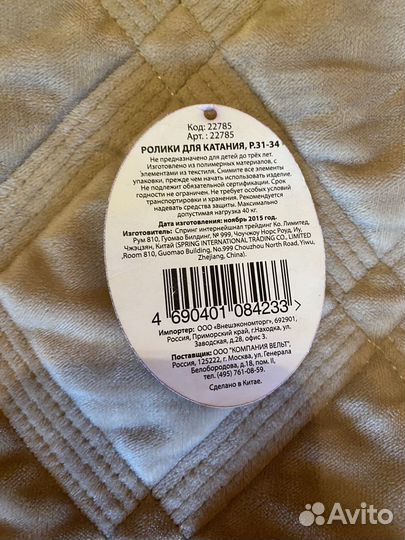 Код: 22785
Арт.: 22785
РОЛИКИ ДЛЯ КАТАНИЯ, Р.31-34
Не предназначено для детей до трёх лет.
Изготовлено из полимерных материалов, с
элементами из текстиля. Снимите все элементы
упаковки, прежде чем начать использовать изделие.
Не подлежит обязательной сертификации. Срок
годности не ограничен. Не требует особых условий
транспортировки и хранения. Рекомендуется
надевать средства защиты. Максимально
допустимая нагрузка 40 кг.
Дата изготовления: ноябрь 2015 год.
Изготовитель: Спринг интернейшнал трейдинг Ко. Лимитед,
Рум 810, Гуомао Билдинг, № 999, Чоучжоу Норс Роуд, Иу,
Чжэцзян, Китай (SPRING INTERNATIONAL TRADING CO., LIMITED
,Room 810, Guomao Building, No.999 Chouzhou North Road, Yiwu,
Zhejiang, China).
4 690401 084233 >
Импортер: ООО «Внешэкономторг», 692901,
Россия, Приморский край, г.Находка, ул.
Заводская, д.28, офис 3.
Поставщик: ООО "КОМПАНИЯ ВЕЛЬТ",
Россия, 125222, г. Москва, ул. Генерала
Белобородова, д.18, пом. II,
тел. (495) 761-08-59.
Сделано в Китае.
Avito